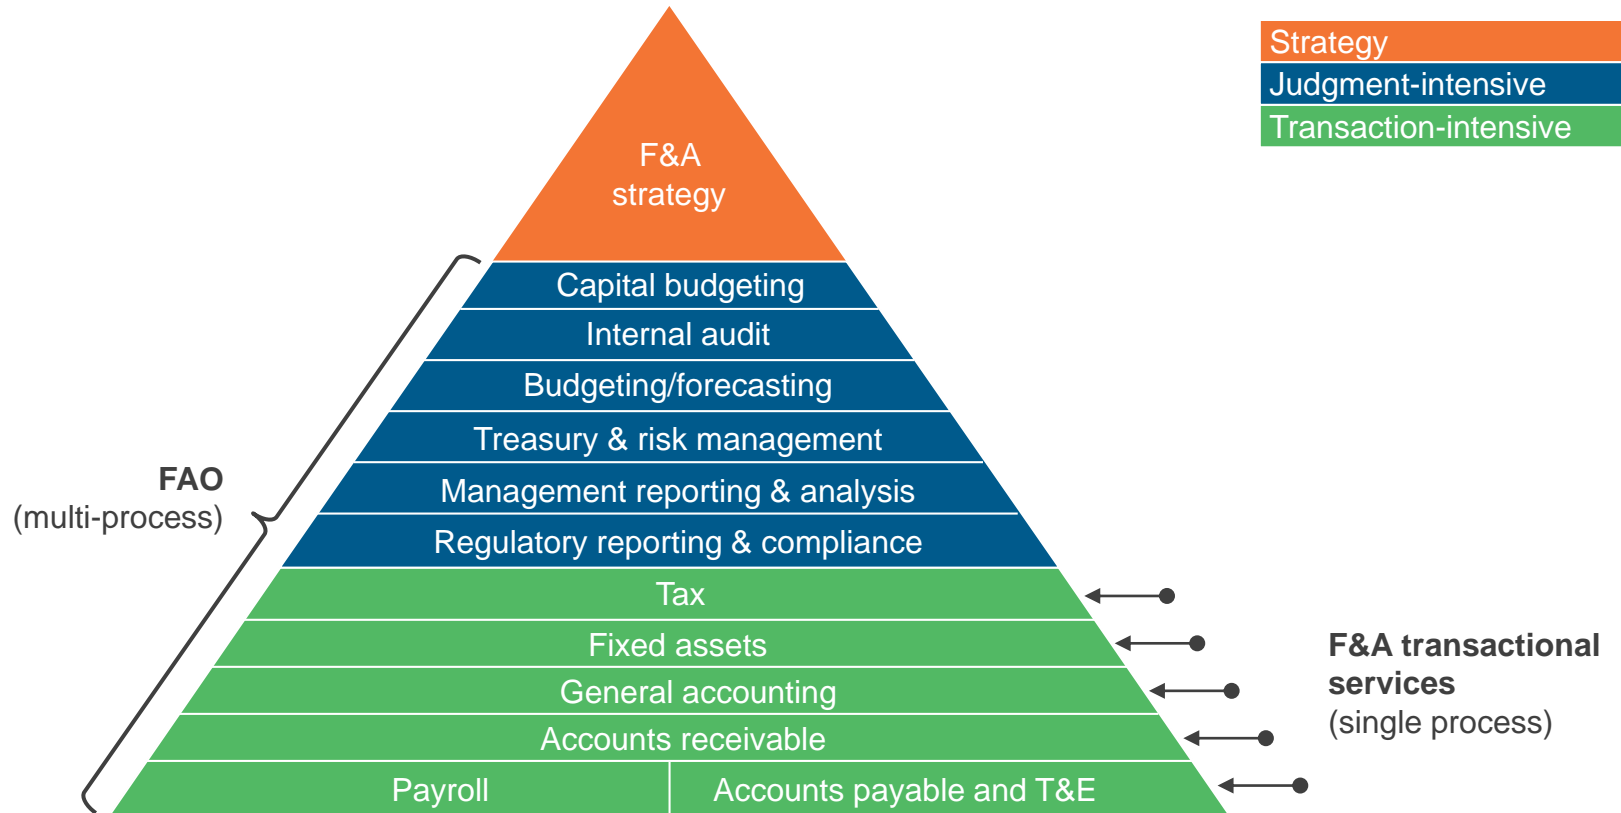 Strategy
Judgment-intensive
Transaction-intensive
F&A
strategy
Capital budgeting
Internal audit
Budgeting/forecasting
Treasury & risk management
Management reporting & analysis
Regulatory reporting & compliance
Tax
Fixed assets
General accounting
Accounts receivable
Payroll
Accounts payable and T&E
FAO
(multi-process)
F&A transactional
services
(single process)